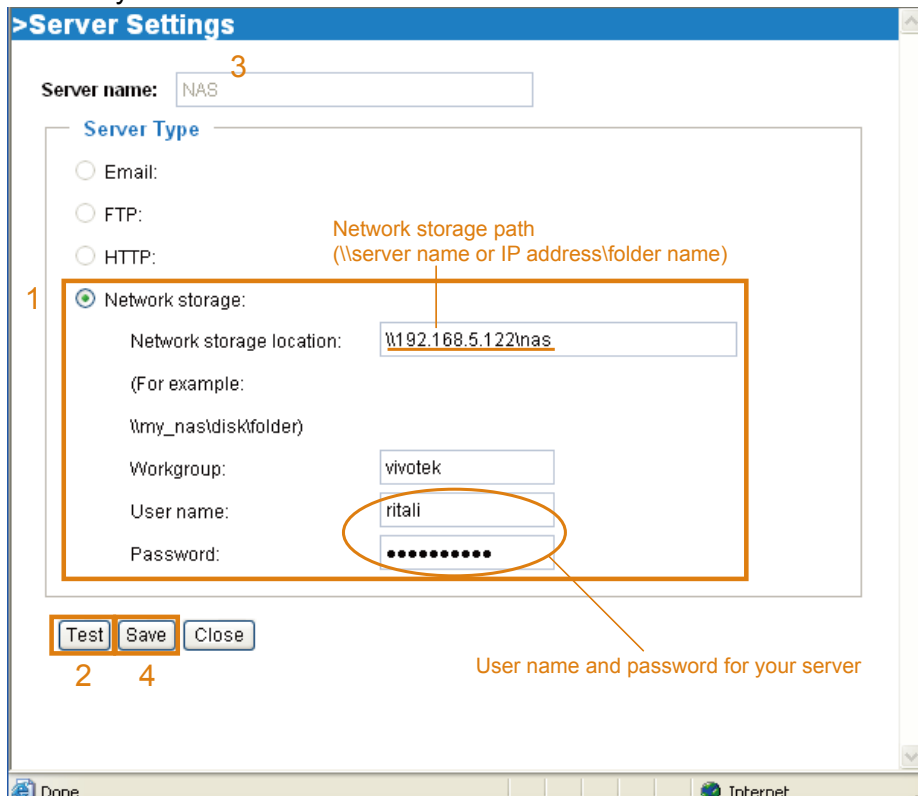 >Server Settings
3
Server name: NAS
Server Type
Email:
FTP:
Network storage path
HTTP:
(\\server name or IP address\folder name)
1
Network storage:
Network storage location: \\192.168.5.122\nas
(For example:
\\my_nas\disk\folder)
Workgroup: vivotek
User name: ritali
Password: ●●●●●●●●●●
Test Save Close
2 4
User name and password for your server
Done Internet